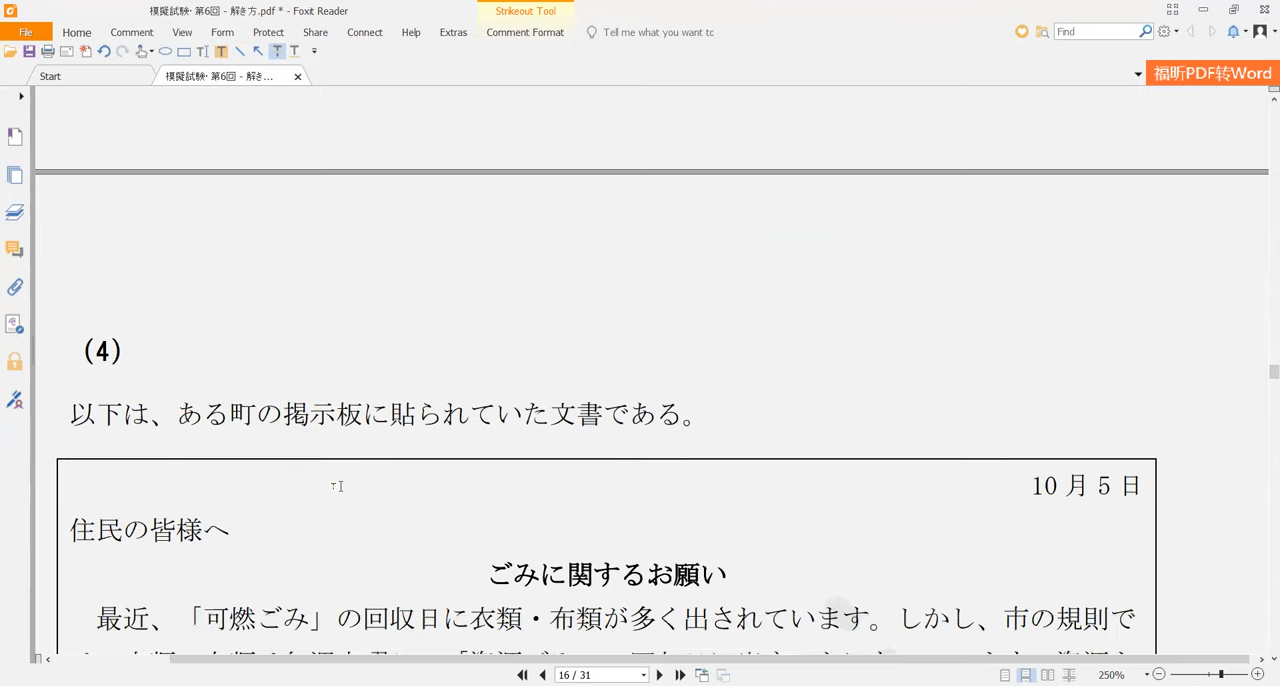 模擬試験· 第6回 - 解き方.pdf * - Foxit Reader
Strikeout Tool
File Home Comment View Form Protect Share Connect Help Extras Comment Format Tell me what you want tc Find
Start 模擬試験· 第6回 - 解き... 福昕PDF转Word
(4)
以下は、ある町の掲示板に貼られていた文書である。
10月5日
住民の皆様へ
ごみに関するお願い
最近、「可燃ごみ」の回収日に衣類・布類が多く出されています。しかし、市の規則で
16 / 31 250%